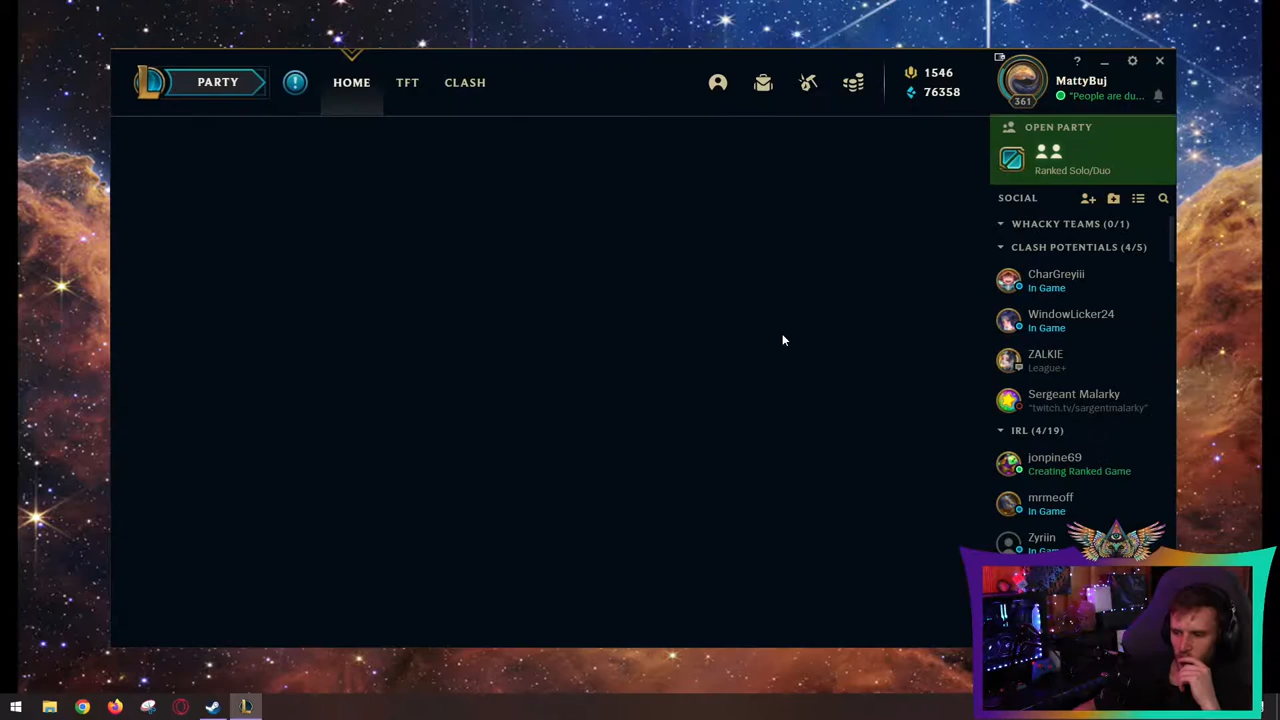 PARTY
HOME
TFT
CLASH
1546
76358
?
361
MattyBuj
"People are du...
OPEN PARTY
Ranked Solo/Duo
SOCIAL
WHACKY TEAMS (0/1)
CLASH POTENTIALS (4/5)
CharGreyiii
In Game
WindowLicker24
In Game
ZALKIE
League+
Sergeant Malarky
"twitch.tv/sargentmalarky"
IRL (4/19)
jonpine69
Creating Ranked Game
mrmeoff
In Game
Zyriin